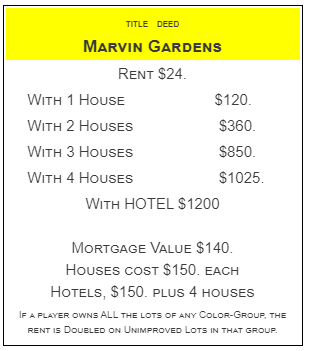 TITLE DEED
MARVIN GARDENS
RENT $24.
WITH 1 HOUSE $120.
WITH 2 HOUSES $360.
WITH 3 HOUSES $850.
WITH 4 HOUSES $1025.
WITH HOTEL $1200
MORTGAGE VALUE $140.
HOUSES COST $150. EACH
HOTELS, $150. PLUS 4 HOUSES
IF A PLAYER OWNS ALL THE LOTS OF ANY COLOR-GROUP, THE
RENT IS DOUBLED ON UNIMPROVED LOTS IN THAT GROUP.